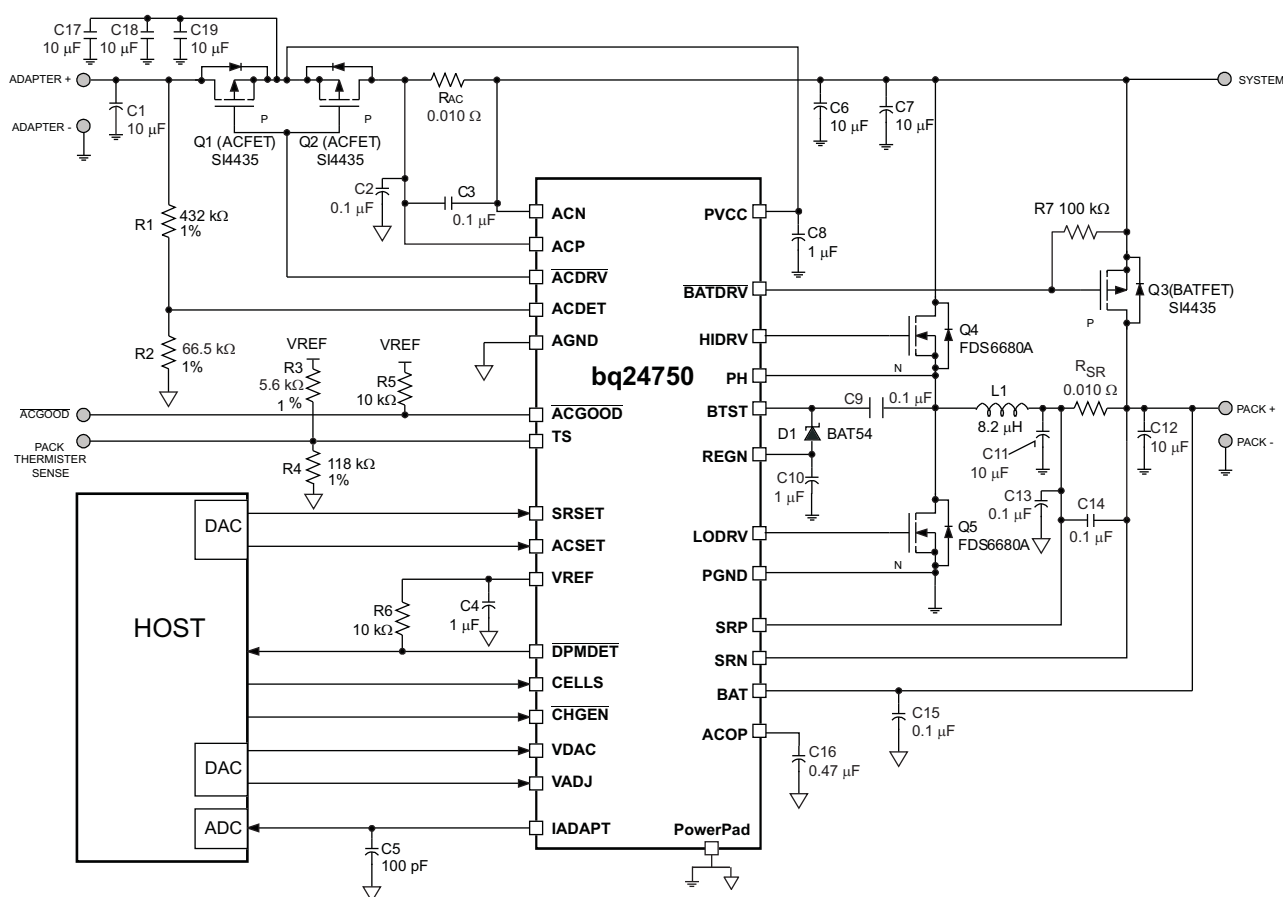 C17
10 µF
C18
10 µF
C19
10 µF
ADAPTER +
C1
10 µF
ADAPTER -
P
Q1 (ACFET)
SI4435
P
Q2 (ACFET)
SI4435
RAC
0.010 Ω
C6
10 µF
C7
10 µF
SYSTEM
C2
0.1 µF
C3
0.1 µF
R1
432 kΩ
1%
R2
66.5 kΩ
1%
VREF
R3
5.6 kΩ
1 %
VREF
R5
10 kΩ
ACGOOD
PACK
THERMISTER
SENSE
R4
118 kΩ
1%
ACN
ACP
ACDRV
ACDET
AGND
ACGOOD
TS
SRSET
ACSET
VREF
DPMDET
CELLS
CHGEN
VDAC
VADJ
IADAPT
bq24750
PVCC
BATDRV
HIDRV
PH
BTST
REGN
LODRV
PGND
SRP
SRN
BAT
ACOP
PowerPad
HOST
DAC
DAC
ADC
R6
10 kΩ
C4
1 µF
C5
100 pF
C8
1 µF
R7 100 kΩ
Q3(BATFET)
SI4435
P
Q4
FDS6680A
N
C9
0.1 µF
D1
BAT54
C10
1 µF
L1
8.2 µH
RSR
0.010 Ω
C11
10 µF
C12
10 µF
PACK +
PACK -
C13
0.1 µF
C14
0.1 µF
Q5
FDS6680A
N
C15
0.1 µF
C16
0.47 µF